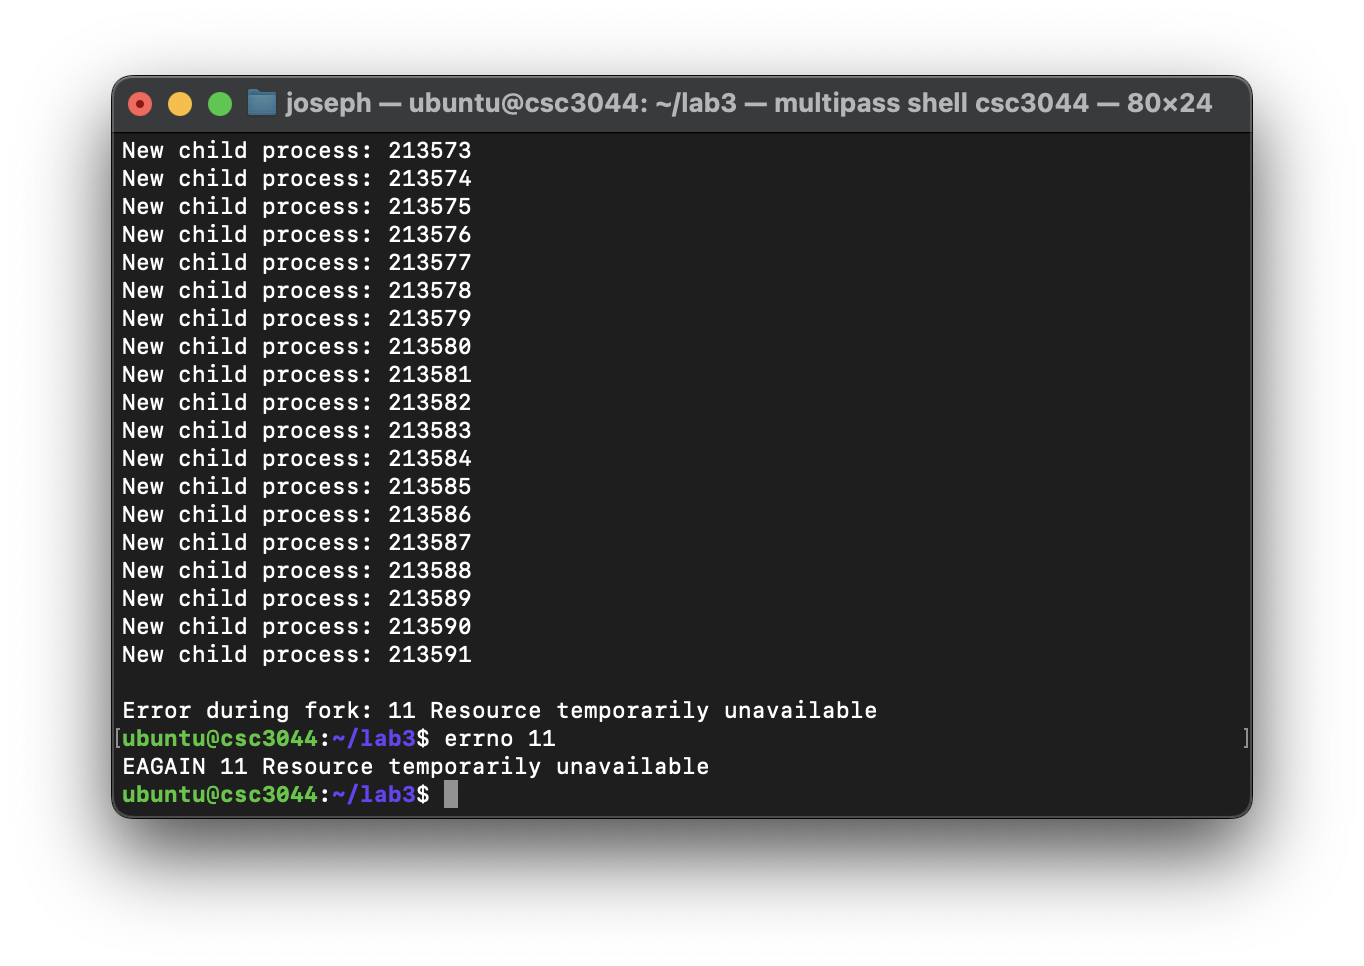 joseph — ubuntu@csc3044: ~/lab3 — multipass shell csc3044 — 80×24
New child process: 213573
New child process: 213574
New child process: 213575
New child process: 213576
New child process: 213577
New child process: 213578
New child process: 213579
New child process: 213580
New child process: 213581
New child process: 213582
New child process: 213583
New child process: 213584
New child process: 213585
New child process: 213586
New child process: 213587
New child process: 213588
New child process: 213589
New child process: 213590
New child process: 213591
Error during fork: 11 Resource temporarily unavailable
[ubuntu@csc3044:~/lab3$ errno 11 ]
EAGAIN 11 Resource temporarily unavailable
ubuntu@csc3044:~/lab3$